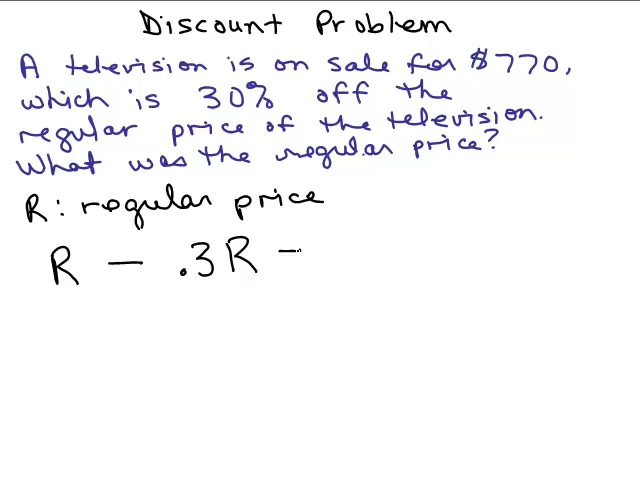 Discount Problem
A television is on sale for $770,
which is 30% off the
regular price of the television.
What was the regular price?
R: regular price
R - .3R -